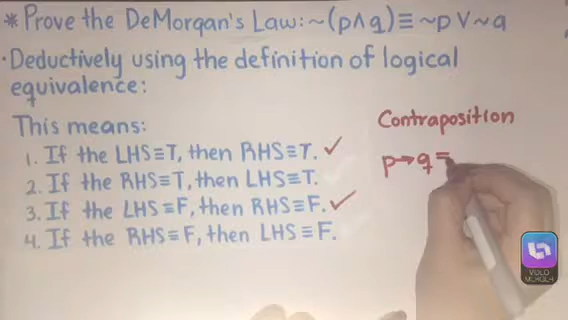 * Prove the DeMorgan's Law: ~(p∧q)≡ ~p ∨ ~q
· Deductively using the definition of logical
equivalence:
This means:
1. If the LHS≡T, then RHS≡T. ✓
2. If the RHS≡T, then LHS≡T.
3. If the LHS≡F, then RHS≡F. ✓
4. If the RHS≡F, then LHS≡F.
Contraposition
p→q =